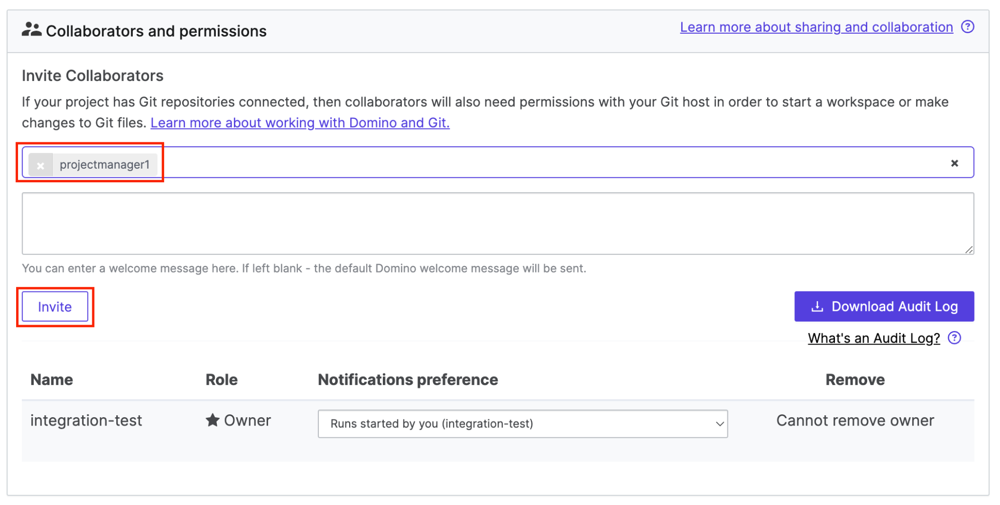 Collaborators and permissions
Learn more about sharing and collaboration
Invite Collaborators
If your project has Git repositories connected, then collaborators will also need permissions with your Git host in order to start a workspace or make
changes to Git files. Learn more about working with Domino and Git.
projectmanager1
You can enter a welcome message here. If left blank - the default Domino welcome message will be sent.
Invite
Download Audit Log
What's an Audit Log?
Name Role Notifications preference Remove
integration-test Owner Runs started by you (integration-test) Cannot remove owner